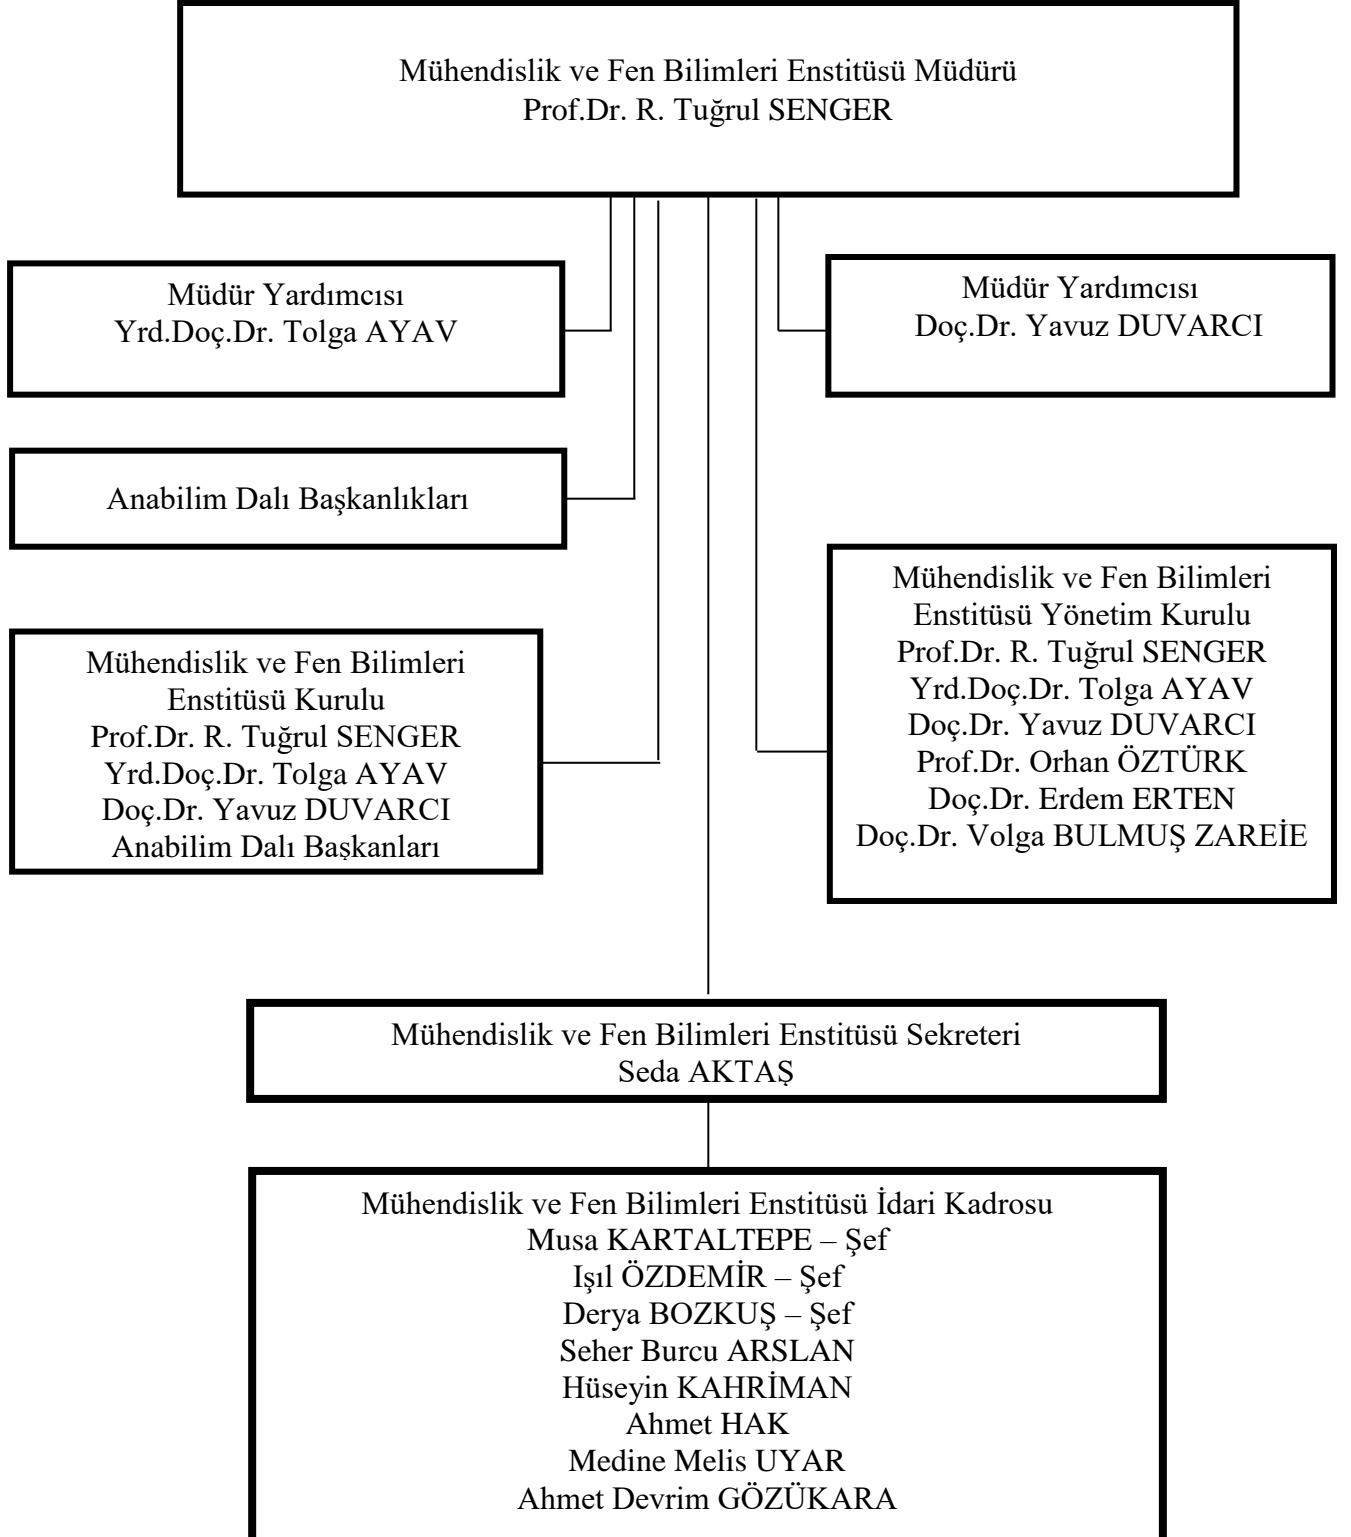 Mühendislik ve Fen Bilimleri Enstitüsü Müdürü
Prof.Dr. R. Tuğrul SENGER
Müdür Yardımcısı
Yrd.Doç.Dr. Tolga AYAV
Müdür Yardımcısı
Doç.Dr. Yavuz DUVARCI
Anabilim Dalı Başkanlıkları
Mühendislik ve Fen Bilimleri
Enstitüsü Kurulu
Prof.Dr. R. Tuğrul SENGER
Yrd.Doç.Dr. Tolga AYAV
Doç.Dr. Yavuz DUVARCI
Anabilim Dalı Başkanları
Mühendislik ve Fen Bilimleri
Enstitüsü Yönetim Kurulu
Prof.Dr. R. Tuğrul SENGER
Yrd.Doç.Dr. Tolga AYAV
Doç.Dr. Yavuz DUVARCI
Prof.Dr. Orhan ÖZTÜRK
Doç.Dr. Erdem ERTEN
Doç.Dr. Volga BULMUŞ ZAREİE
Mühendislik ve Fen Bilimleri Enstitüsü Sekreteri
Seda AKTAŞ
Mühendislik ve Fen Bilimleri Enstitüsü İdari Kadrosu
Musa KARTALTEPE – Şef
Işıl ÖZDEMİR – Şef
Derya BOZKUŞ – Şef
Seher Burcu ARSLAN
Hüseyin KAHRİMAN
Ahmet HAK
Medine Melis UYAR
Ahmet Devrim GÖZÜKARA